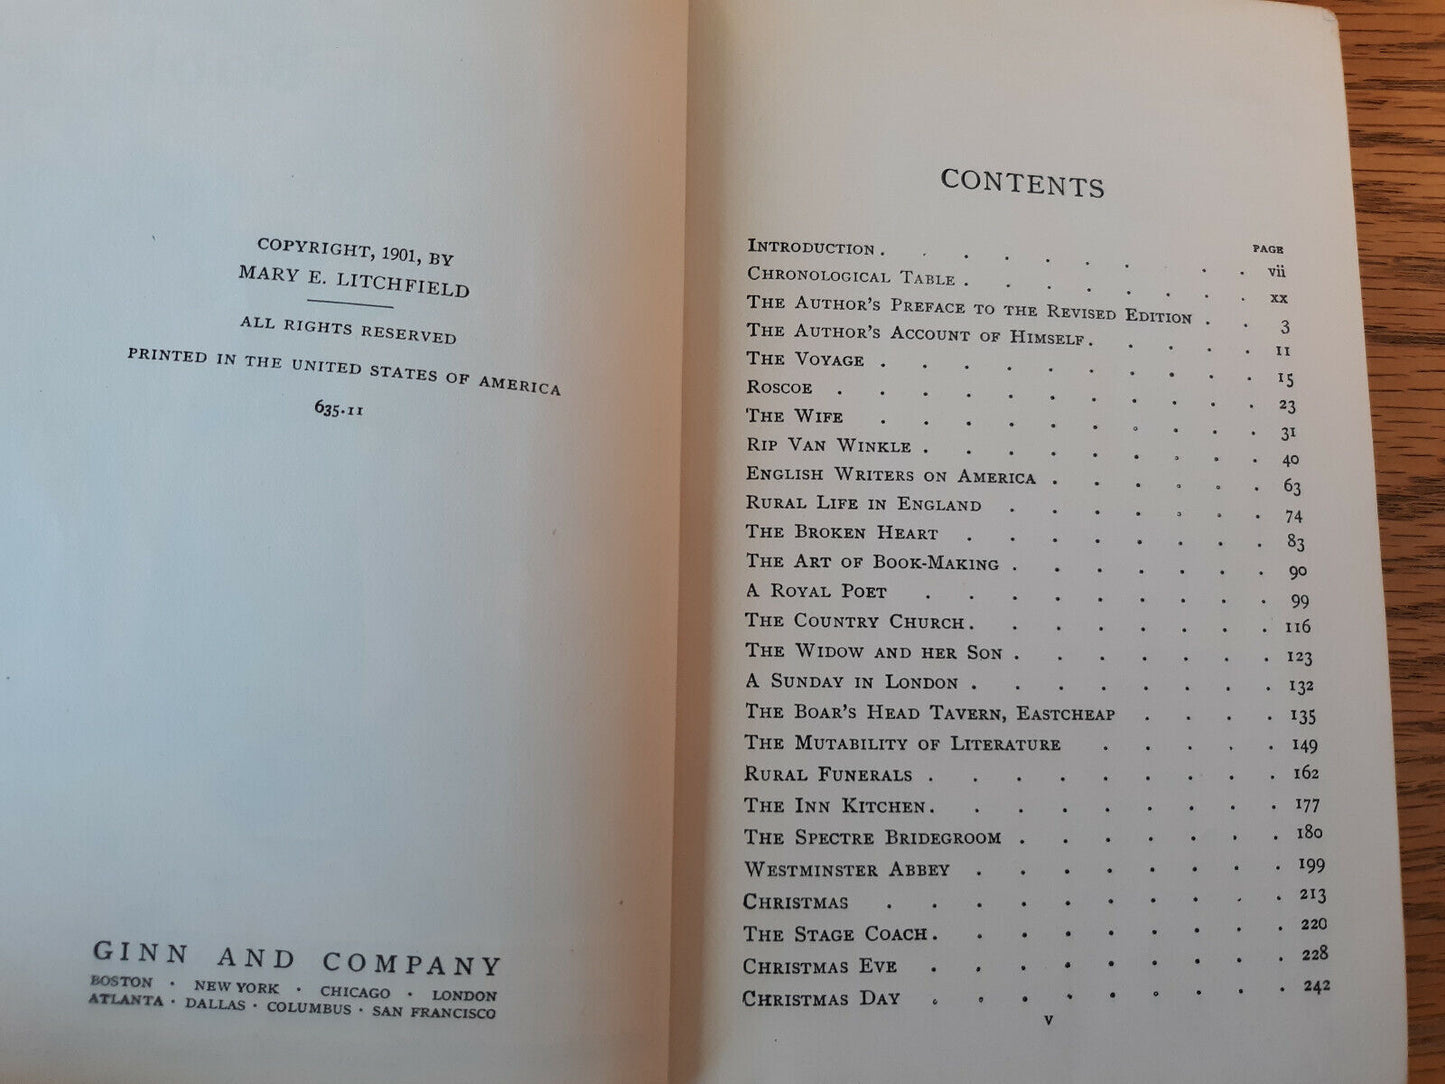 COPYRIGHT, 1901, BY
MARY E. LITCHFIELD
ALL RIGHTS RESERVED
PRINTED IN THE UNITED STATES OF AMERICA
635.11
GINN AND COMPANY
BOSTON · NEW YORK · CHICAGO · LONDON
ATLANTA · DALLAS · COLUMBUS · SAN FRANCISCO
CONTENTS
PAGE
INTRODUCTION . . . . . . . . . vii
CHRONOLOGICAL TABLE . . . . . . . . xx
THE AUTHOR'S PREFACE TO THE REVISED EDITION . . 3
THE AUTHOR'S ACCOUNT OF HIMSELF . . . . . 11
THE VOYAGE . . . . . . . . . . 15
ROSCOE . . . . . . . . . . . 23
THE WIFE . . . . . . . . . . 31
RIP VAN WINKLE . . . . . . . . . 40
ENGLISH WRITERS ON AMERICA . . . . . . 63
RURAL LIFE IN ENGLAND . . . . . . . 74
THE BROKEN HEART . . . . . . . . 83
THE ART OF BOOK-MAKING . . . . . . . 90
A ROYAL POET . . . . . . . . . 99
THE COUNTRY CHURCH . . . . . . . . 116
THE WIDOW AND HER SON . . . . . . . 123
A SUNDAY IN LONDON . . . . . . . . 132
THE BOAR'S HEAD TAVERN, EASTCHEAP . . . . 135
THE MUTABILITY OF LITERATURE . . . . . 149
RURAL FUNERALS . . . . . . . . . 162
THE INN KITCHEN . . . . . . . . . 177
THE SPECTRE BRIDEGROOM . . . . . . . 180
WESTMINSTER ABBEY . . . . . . . . 199
CHRISTMAS . . . . . . . . . . 213
THE STAGE COACH . . . . . . . . . 220
CHRISTMAS EVE . . . . . . . . . 228
CHRISTMAS DAY . . . . . . . . . 242
v